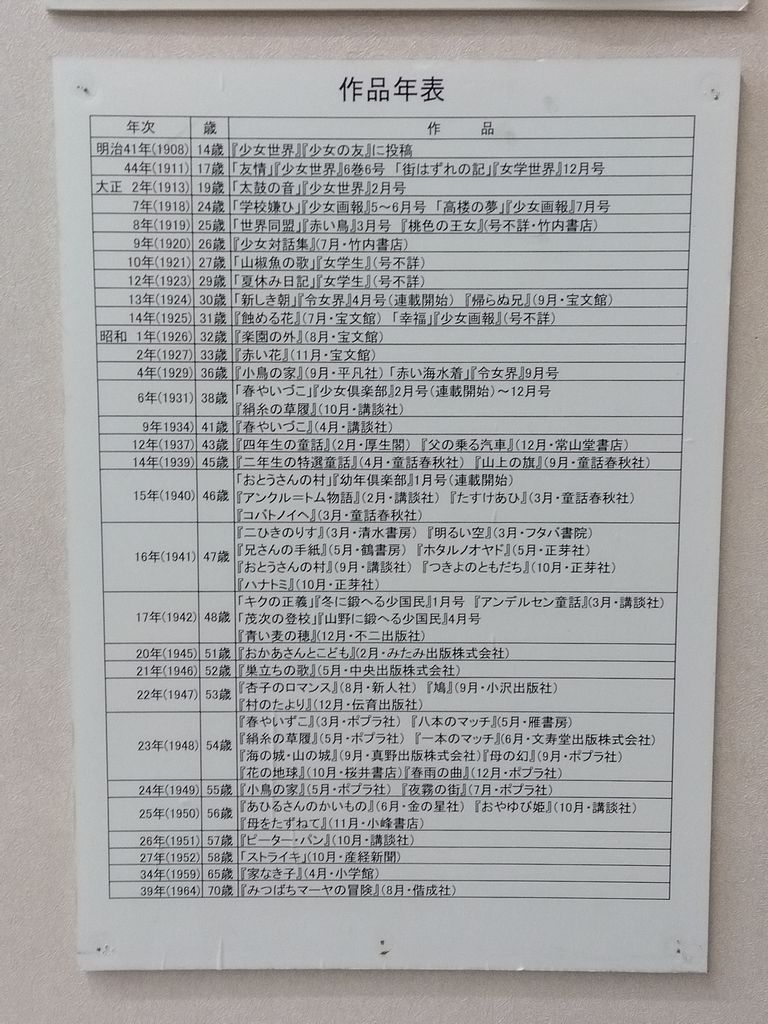 作品年表
年次 歳 作 品
明治41年(1908) 14歳 『少女世界』『少女の友』に投稿
44年(1911) 17歳 「友情」『少女世界』6巻6号 「街はずれの記」『女学世界』12月号
大正 2年(1913) 19歳 「太鼓の音」『少女世界』2月号
7年(1918) 24歳 「学校嫌ひ」『少女画報』5~6月号 「高楼の夢」『少女画報』7月号
8年(1919) 25歳 「世界同盟」『赤い鳥』3月号 『桃色の王女』(号不詳・竹内書店)
9年(1920) 26歳 『少女対話集』(7月・竹内書店)
10年(1921) 27歳 「山椒魚の歌」『女学生』(号不詳)
12年(1923) 29歳 「夏休み日記」『女学生』(号不詳)
13年(1924) 30歳 「新しき朝」『令女界』4月号(連載開始) 『帰らぬ兄』(9月・宝文館)
14年(1925) 31歳 『蝕める花』(7月・宝文館) 「幸福」『少女画報』(号不詳)
昭和 1年(1926) 32歳 『楽園の外』(8月・宝文館)
2年(1927) 33歳 『赤い花』(11月・宝文館)
4年(1929) 36歳 『小鳥の家』(9月・平凡社) 「赤い海水着」『令女界』9月号
6年(1931) 38歳 「春やいづこ」『少女倶楽部』2月号(連載開始)~12月号
『絹糸の草履』(10月・講談社)
9年1934) 41歳 『春やいづこ』(4月・講談社)
12年(1937) 43歳 『四年生の童話』(2月・厚生閣) 『父の乗る汽車』(12月・常山堂書店)
14年(1939) 45歳 『二年生の特選童話』(4月・童話春秋社) 『山上の旗』(9月・童話春秋社)
15年(1940) 46歳 「おとうさんの村」『幼年倶楽部』1月号(連載開始)
『アンクル=トム物語』(2月・講談社) 『たすけあひ』(3月・童話春秋社)
『コバトノイヘ』(3月・童話春秋社)
16年(1941) 47歳 『二ひきのりす』(3月・清水書房) 『明るい空』(3月・フタバ書院)
『兄さんの手紙』(5月・鶴書房) 『ホタルノオヤド』(5月・正芽社)
『おとうさんの村』(9月・講談社) 『つきよのともだち』(10月・正芽社)
『ハナトミ』(10月・正芽社)
17年(1942) 48歳 「キクの正義」『冬に鍛へる少国民』1月号 『アンデルセン童話』(3月・講談社)
「茂次の登校」『山野に鍛へる少国民』4月号
『青い麦の穂』(12月・不二出版社)
20年(1945) 51歳 『おかあさんとこども』(2月・みたみ出版株式会社)
21年(1946) 52歳 『巣立ちの歌』(5月・中央出版株式会社)
22年(1947) 53歳 『杏子のロマンス』(8月・新人社) 『鳩』(9月・小沢出版社)
『村のたより』(12月・伝育出版社)
23年(1948) 54歳 『春やいずこ』(3月・ポプラ社) 『八本のマッチ』(5月・雁書房)
『絹糸の草履』(5月・ポプラ社) 『一本のマッチ』(6月・文寿堂出版株式会社)
『海の城・山の城』(9月・真野出版株式会社)『母の幻』(9月・ポプラ社)
『花の地球』(10月・桜井書店)『春雨の曲』(12月・ポプラ社)
24年(1949) 55歳 『小鳥の家』(5月・ポプラ社) 『夜霧の街』(7月・ポプラ社)
25年(1950) 56歳 『あひるさんのかいもの』(6月・金の星社) 『おやゆび姫』(10月・講談社)
『母をたずねて』(11月・小峰書店)
26年(1951) 57歳 『ピーター・パン』(10月・講談社)
27年(1952) 58歳 「ストライキ」(10月・産経新聞)
34年(1959) 65歳 『家なき子』(4月・小学館)
39年(1964) 70歳 『みつばちマーヤの冒険』(8月・偕成社)